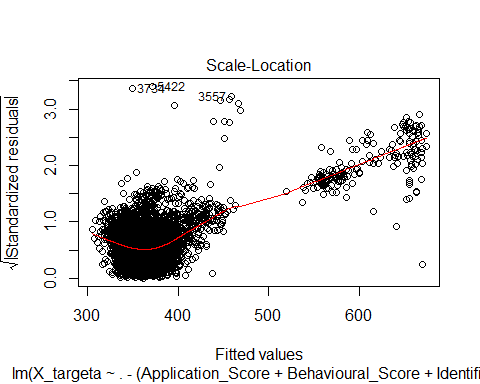 Scale-Location
√|Standardized residuals|
0.0 1.0 2.0 3.0
3734 5422
3557
300 400 500 600
Fitted values
lm(X_targeta ~ . - (Application_Score + Behavioural_Score + Identifi